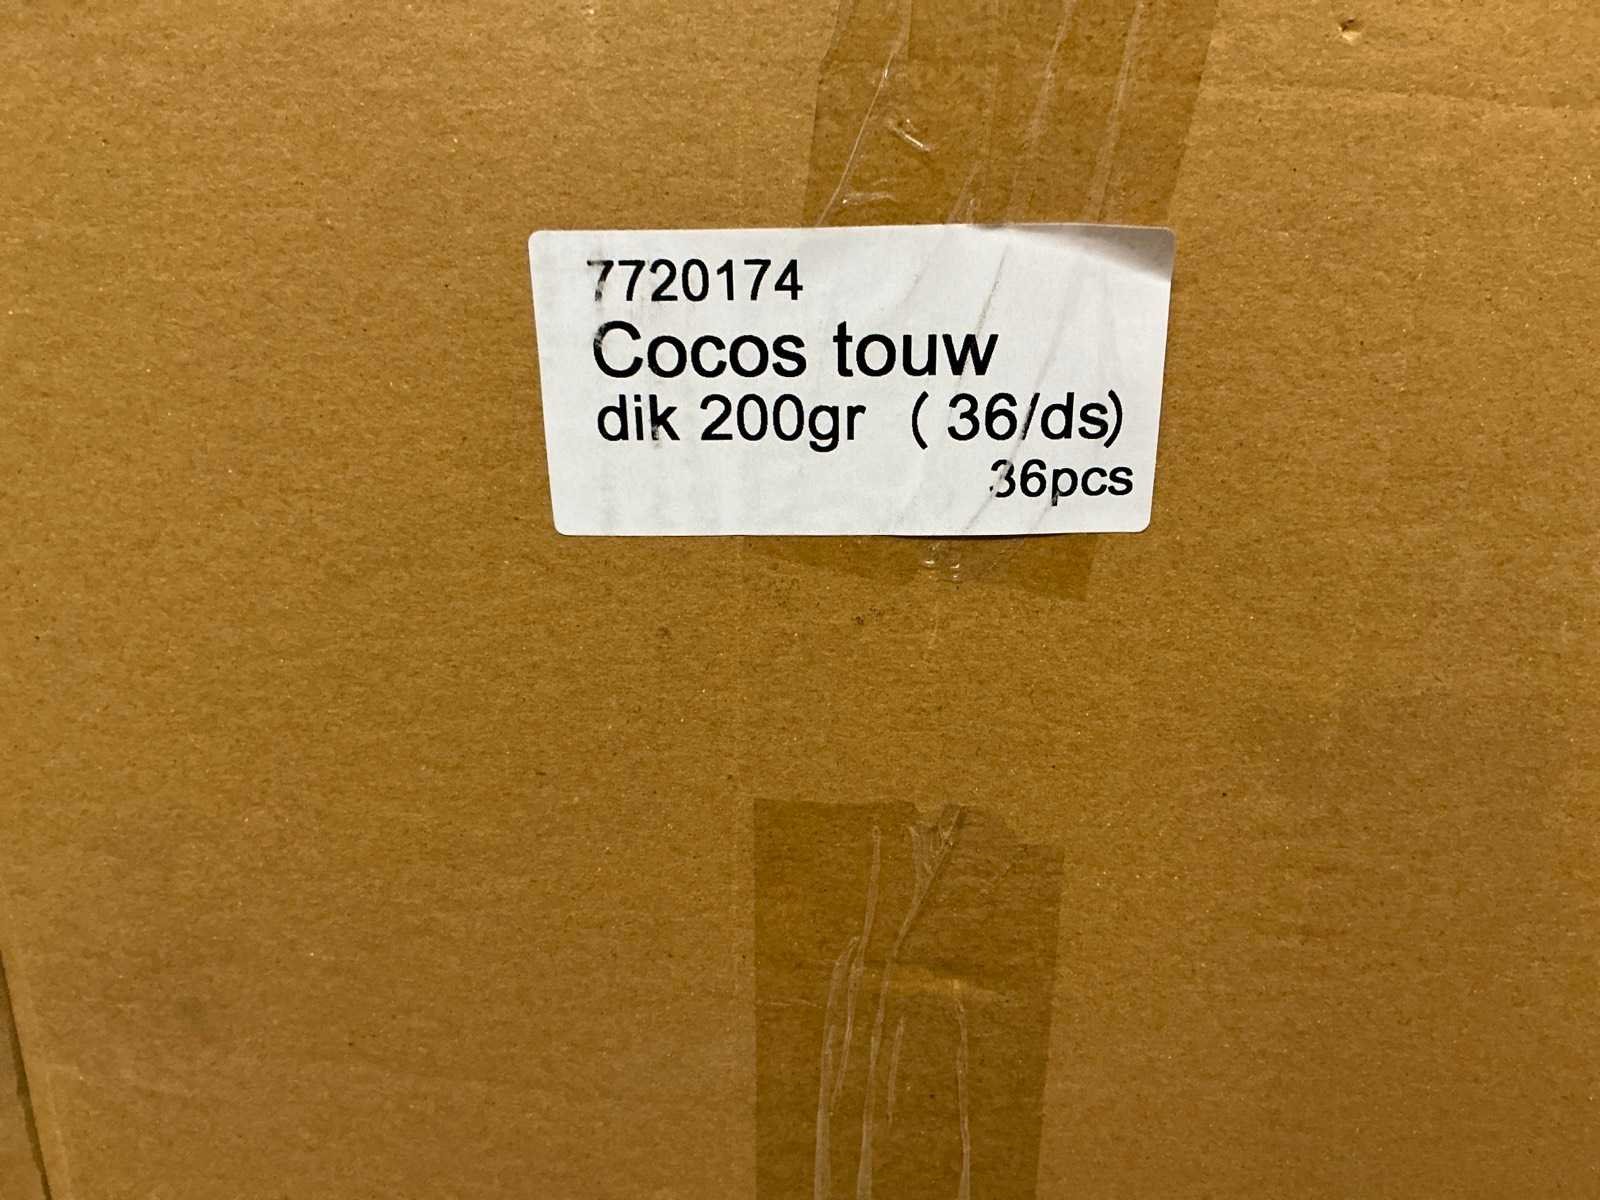 7720174
Cocos touw
dik 200gr ( 36/ds)
36pcs